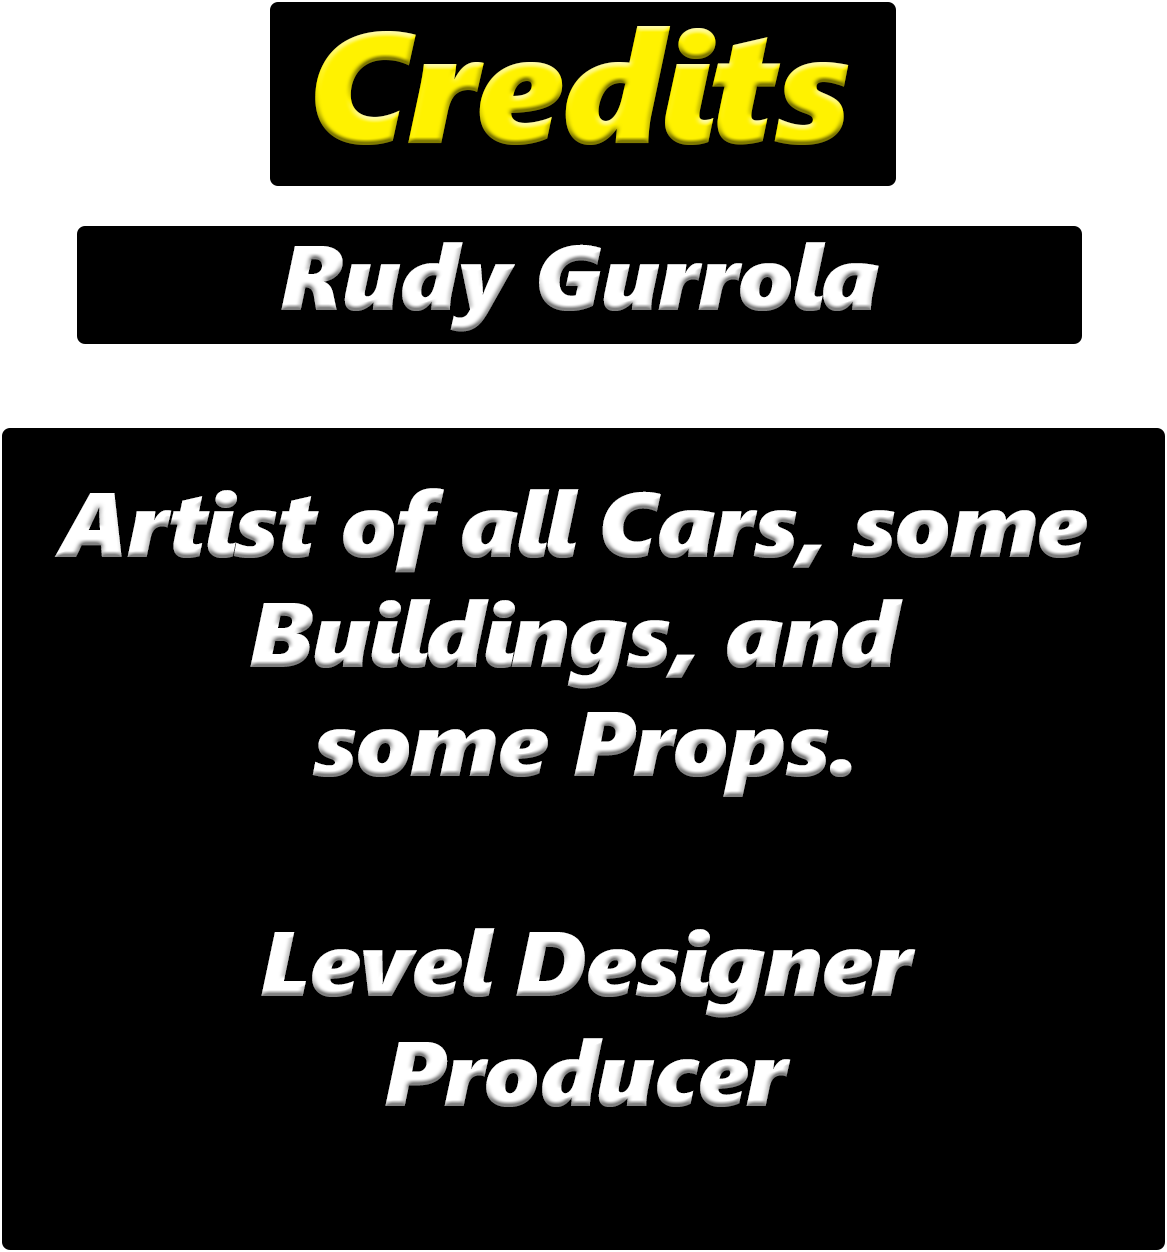 Credits
Rudy Gurrola
Artist of all Cars, some
Buildings, and
some Props.
Level Designer
Producer